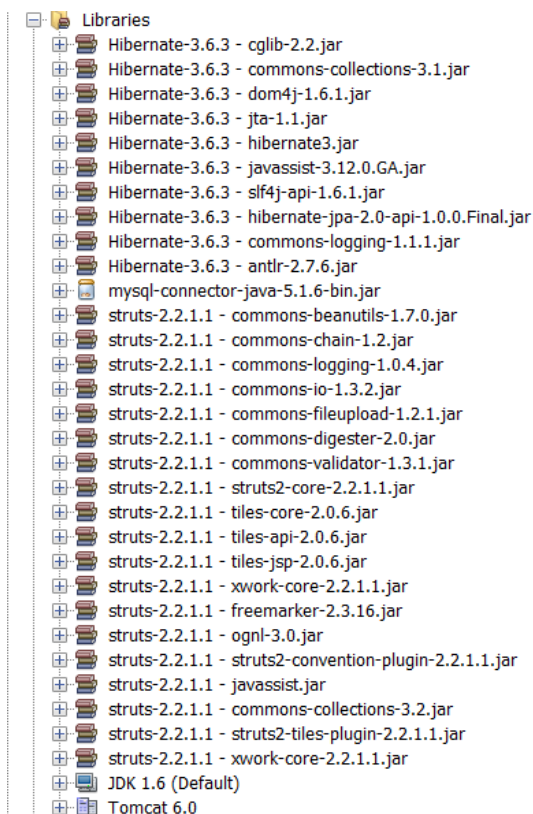 Libraries
Hibernate-3.6.3 - cglib-2.2.jar
Hibernate-3.6.3 - commons-collections-3.1.jar
Hibernate-3.6.3 - dom4j-1.6.1.jar
Hibernate-3.6.3 - jta-1.1.jar
Hibernate-3.6.3 - hibernate3.jar
Hibernate-3.6.3 - javassist-3.12.0.GA.jar
Hibernate-3.6.3 - slf4j-api-1.6.1.jar
Hibernate-3.6.3 - hibernate-jpa-2.0-api-1.0.0.Final.jar
Hibernate-3.6.3 - commons-logging-1.1.1.jar
Hibernate-3.6.3 - antlr-2.7.6.jar
mysql-connector-java-5.1.6-bin.jar
struts-2.2.1.1 - commons-beanutils-1.7.0.jar
struts-2.2.1.1 - commons-chain-1.2.jar
struts-2.2.1.1 - commons-logging-1.0.4.jar
struts-2.2.1.1 - commons-io-1.3.2.jar
struts-2.2.1.1 - commons-fileupload-1.2.1.jar
struts-2.2.1.1 - commons-digester-2.0.jar
struts-2.2.1.1 - commons-validator-1.3.1.jar
struts-2.2.1.1 - struts2-core-2.2.1.1.jar
struts-2.2.1.1 - tiles-core-2.0.6.jar
struts-2.2.1.1 - tiles-api-2.0.6.jar
struts-2.2.1.1 - tiles-jsp-2.0.6.jar
struts-2.2.1.1 - xwork-core-2.2.1.1.jar
struts-2.2.1.1 - freemarker-2.3.16.jar
struts-2.2.1.1 - ognl-3.0.jar
struts-2.2.1.1 - struts2-convention-plugin-2.2.1.1.jar
struts-2.2.1.1 - javassist.jar
struts-2.2.1.1 - commons-collections-3.2.jar
struts-2.2.1.1 - struts2-tiles-plugin-2.2.1.1.jar
struts-2.2.1.1 - xwork-core-2.2.1.1.jar
JDK 1.6 (Default)
Tomcat 6.0